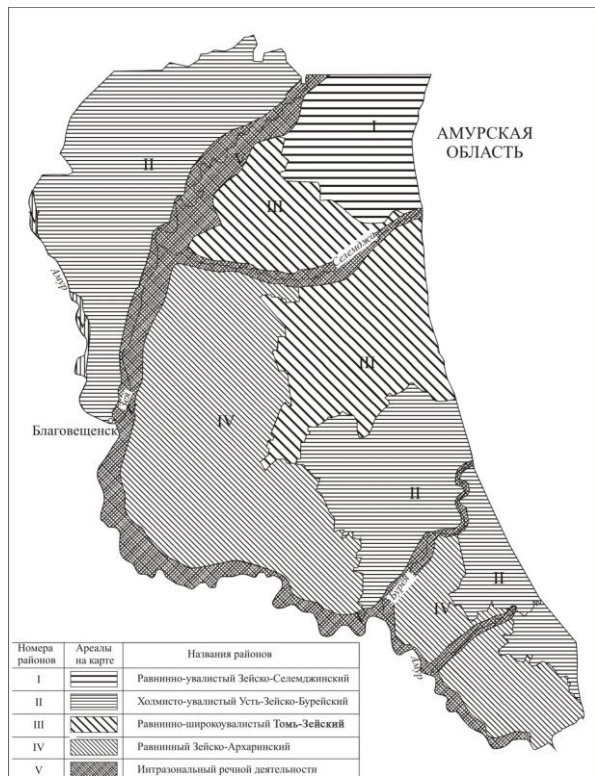 I
АМУРСКАЯ
ОБЛАСТЬ
II
V
III
Селемджа
Амур
III
Зея
Благовещенск
IV
II
II
Бурея
IV
Амур
Номера районов Ареалы на карте Названия районов
I Равнинно-увалистый Зейско-Селемджинский
II Холмисто-увалистый Усть-Зейско-Бурейский
III Равнинно-широкоувалистый Томь-Зейский
IV Равнинный Зейско-Архаринский
V Интразональный речной деятельности